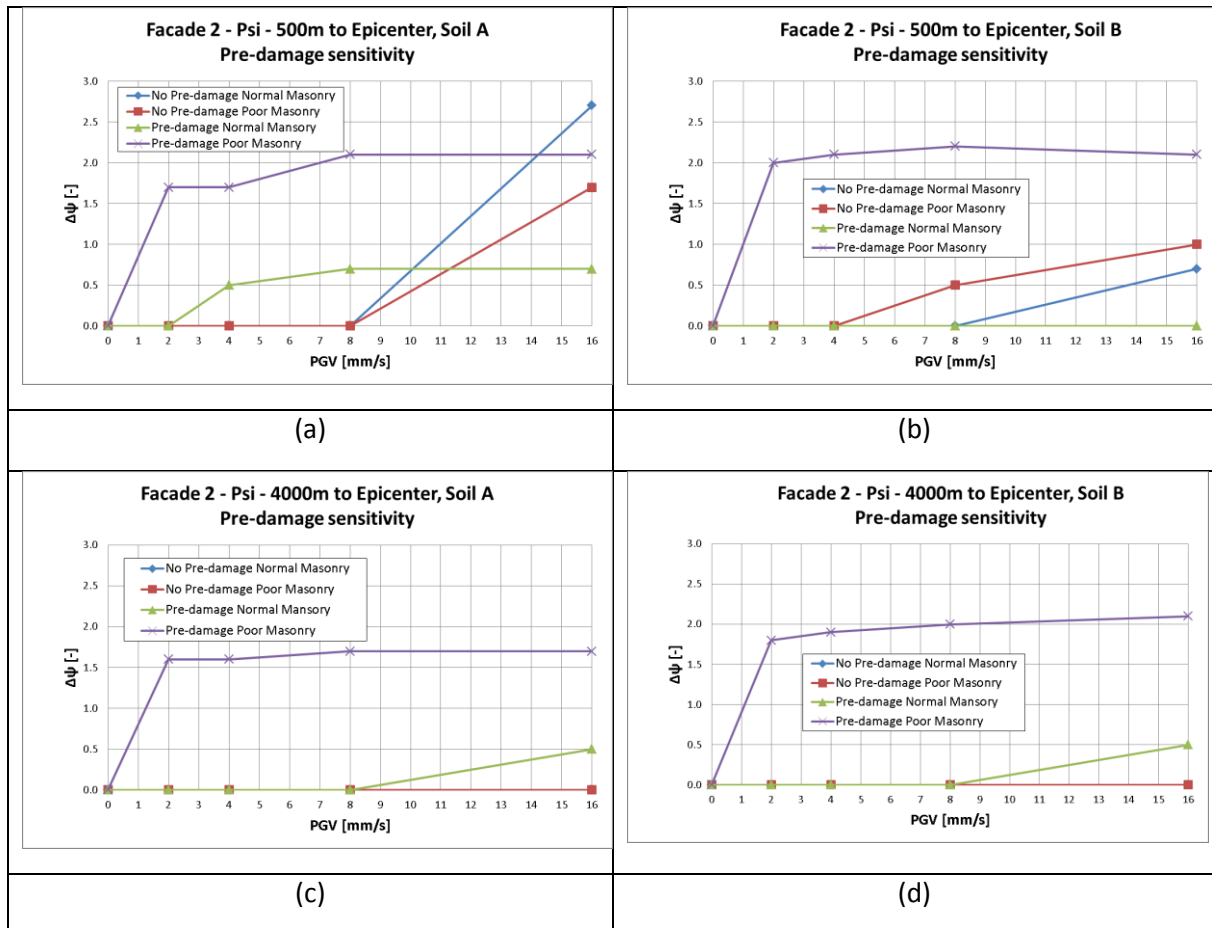 Facade 2 - Psi - 500m to Epicenter, Soil A
Pre-damage sensitivity
Δψ [-]
3.0
2.5
2.0
1.5
1.0
0.5
0.0
No Pre-damage Normal Masonry
No Pre-damage Poor Masonry
Pre-damage Normal Mansory
Pre-damage Poor Masonry
0 1 2 3 4 5 6 7 8 9 10 11 12 13 14 15 16
PGV [mm/s]
(a)
Facade 2 - Psi - 500m to Epicenter, Soil B
Pre-damage sensitivity
Δψ [-]
3.0
2.5
2.0
1.5
1.0
0.5
0.0
No Pre-damage Normal Masonry
No Pre-damage Poor Masonry
Pre-damage Normal Mansory
Pre-damage Poor Masonry
0 1 2 3 4 5 6 7 8 9 10 11 12 13 14 15 16
PGV [mm/s]
(b)
Facade 2 - Psi - 4000m to Epicenter, Soil A
Pre-damage sensitivity
Δψ [-]
3.0
2.5
2.0
1.5
1.0
0.5
0.0
No Pre-damage Normal Masonry
No Pre-damage Poor Masonry
Pre-damage Normal Mansory
Pre-damage Poor Masonry
0 1 2 3 4 5 6 7 8 9 10 11 12 13 14 15 16
PGV [mm/s]
(c)
Facade 2 - Psi - 4000m to Epicenter, Soil B
Pre-damage sensitivity
Δψ [-]
3.0
2.5
2.0
1.5
1.0
0.5
0.0
No Pre-damage Normal Masonry
No Pre-damage Poor Masonry
Pre-damage Normal Mansory
Pre-damage Poor Masonry
0 1 2 3 4 5 6 7 8 9 10 11 12 13 14 15 16
PGV [mm/s]
(d)